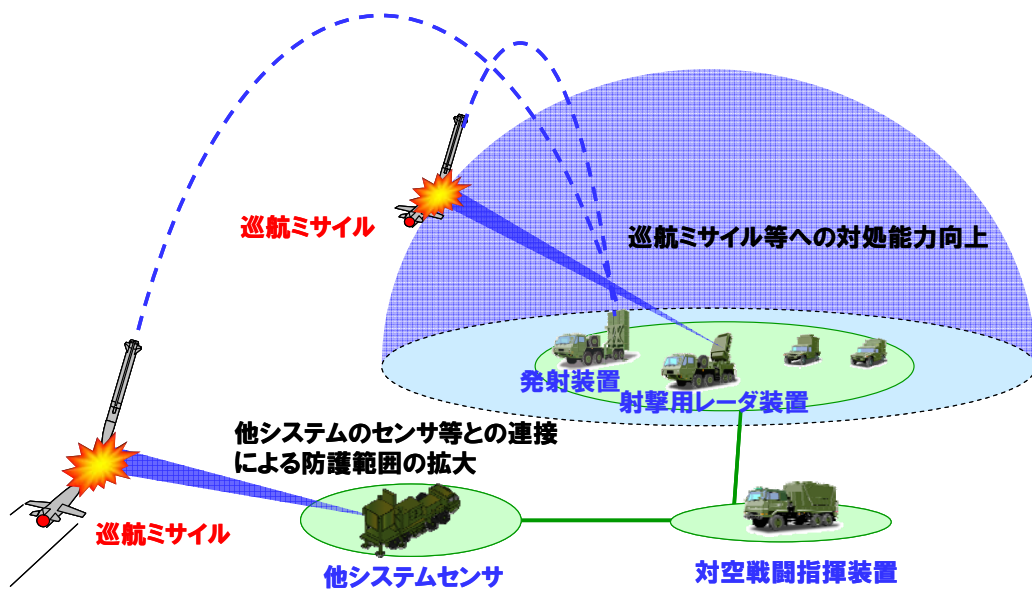 巡航ミサイル
巡航ミサイル等への対処能力向上
発射装置
射撃用レーダ装置
他システムのセンサ等との連接
による防護範囲の拡大
巡航ミサイル
他システムセンサ
対空戦闘指揮装置